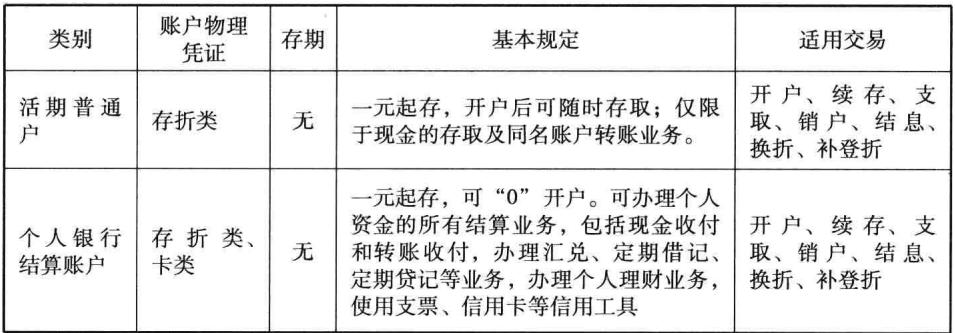 类别
账户物理
凭证
存期
基本规定
适用交易
活期普通
户
存折类
无
一元起存，开户后可随时存取；仅限
于现金的存取及同名账户转账业务。
开户、续存、支
取、销户、结息、
换折、补登折
个人银行
结算账户
存折类、
卡类
无
一元起存，可“0”开户。可办理个人
资金的所有结算业务，包括现金收付
和转账收付，办理汇兑、定期借记、
定期贷记等业务，办理个人理财业务，
使用支票、信用卡等信用工具
开户、续存、支
取、销户、结息、
换折、补登折